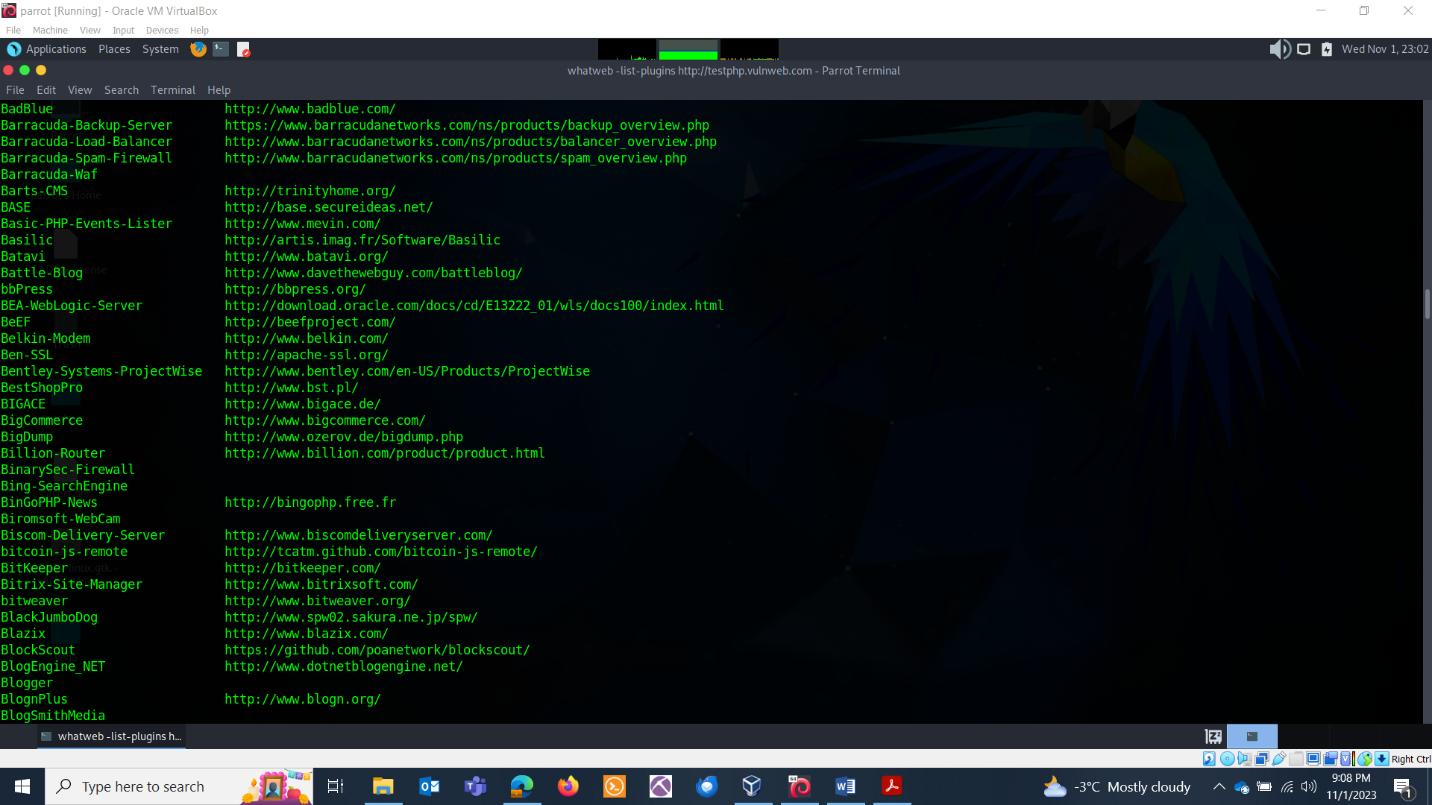 parrot [Running] - Oracle VM VirtualBox
File Machine View Input Devices Help
Applications Places System Wed Nov 1, 23:02
whatweb -list-plugins http://testphp.vulnweb.com - Parrot Terminal
File Edit View Search Terminal Help
BadBlue http://www.badblue.com/
Barracuda-Backup-Server https://www.barracudanetworks.com/ns/products/backup_overview.php
Barracuda-Load-Balancer http://www.barracudanetworks.com/ns/products/balancer_overview.php
Barracuda-Spam-Firewall http://www.barracudanetworks.com/ns/products/spam_overview.php
Barracuda-Waf
Barts-CMS http://trinityhome.org/
BASE http://base.secureideas.net/
Basic-PHP-Events-Lister http://www.mevin.com/
Basilic http://artis.imag.fr/Software/Basilic
Batavi http://www.batavi.org/
Battle-Blog http://www.davethewebguy.com/battleblog/
bbPress http://bbpress.org/
BEA-WebLogic-Server http://download.oracle.com/docs/cd/E13222_01/wls/docs100/index.html
BeEF http://beefproject.com/
Belkin-Modem http://www.belkin.com/
Ben-SSL http://apache-ssl.org/
Bentley-Systems-ProjectWise http://www.bentley.com/en-US/Products/ProjectWise
BestShopPro http://www.bst.pl/
BIGACE http://www.bigace.de/
BigCommerce http://www.bigcommerce.com/
BigDump http://www.ozerov.de/bigdump.php
Billion-Router http://www.billion.com/product/product.html
BinarySec-Firewall
Bing-SearchEngine
BinGoPHP-News http://bingophp.free.fr
Biromsoft-WebCam
Biscom-Delivery-Server http://www.biscomdeliveryserver.com/
bitcoin-js-remote http://tcatm.github.com/bitcoin-js-remote/
BitKeeper http://bitkeeper.com/
Bitrix-Site-Manager http://www.bitrixsoft.com/
bitweaver http://www.bitweaver.org/
BlackJumboDog http://www.spw02.sakura.ne.jp/spw/
Blazix http://www.blazix.com/
BlockScout https://github.com/poanetwork/blockscout/
BlogEngine_NET http://www.dotnetblogengine.net/
Blogger
BlognPlus http://www.blogn.org/
BlogSmithMedia
whatweb -list-plugins h...
Right Ctrl
Type here to search -3°C Mostly cloudy 9:08 PM
11/1/2023 1